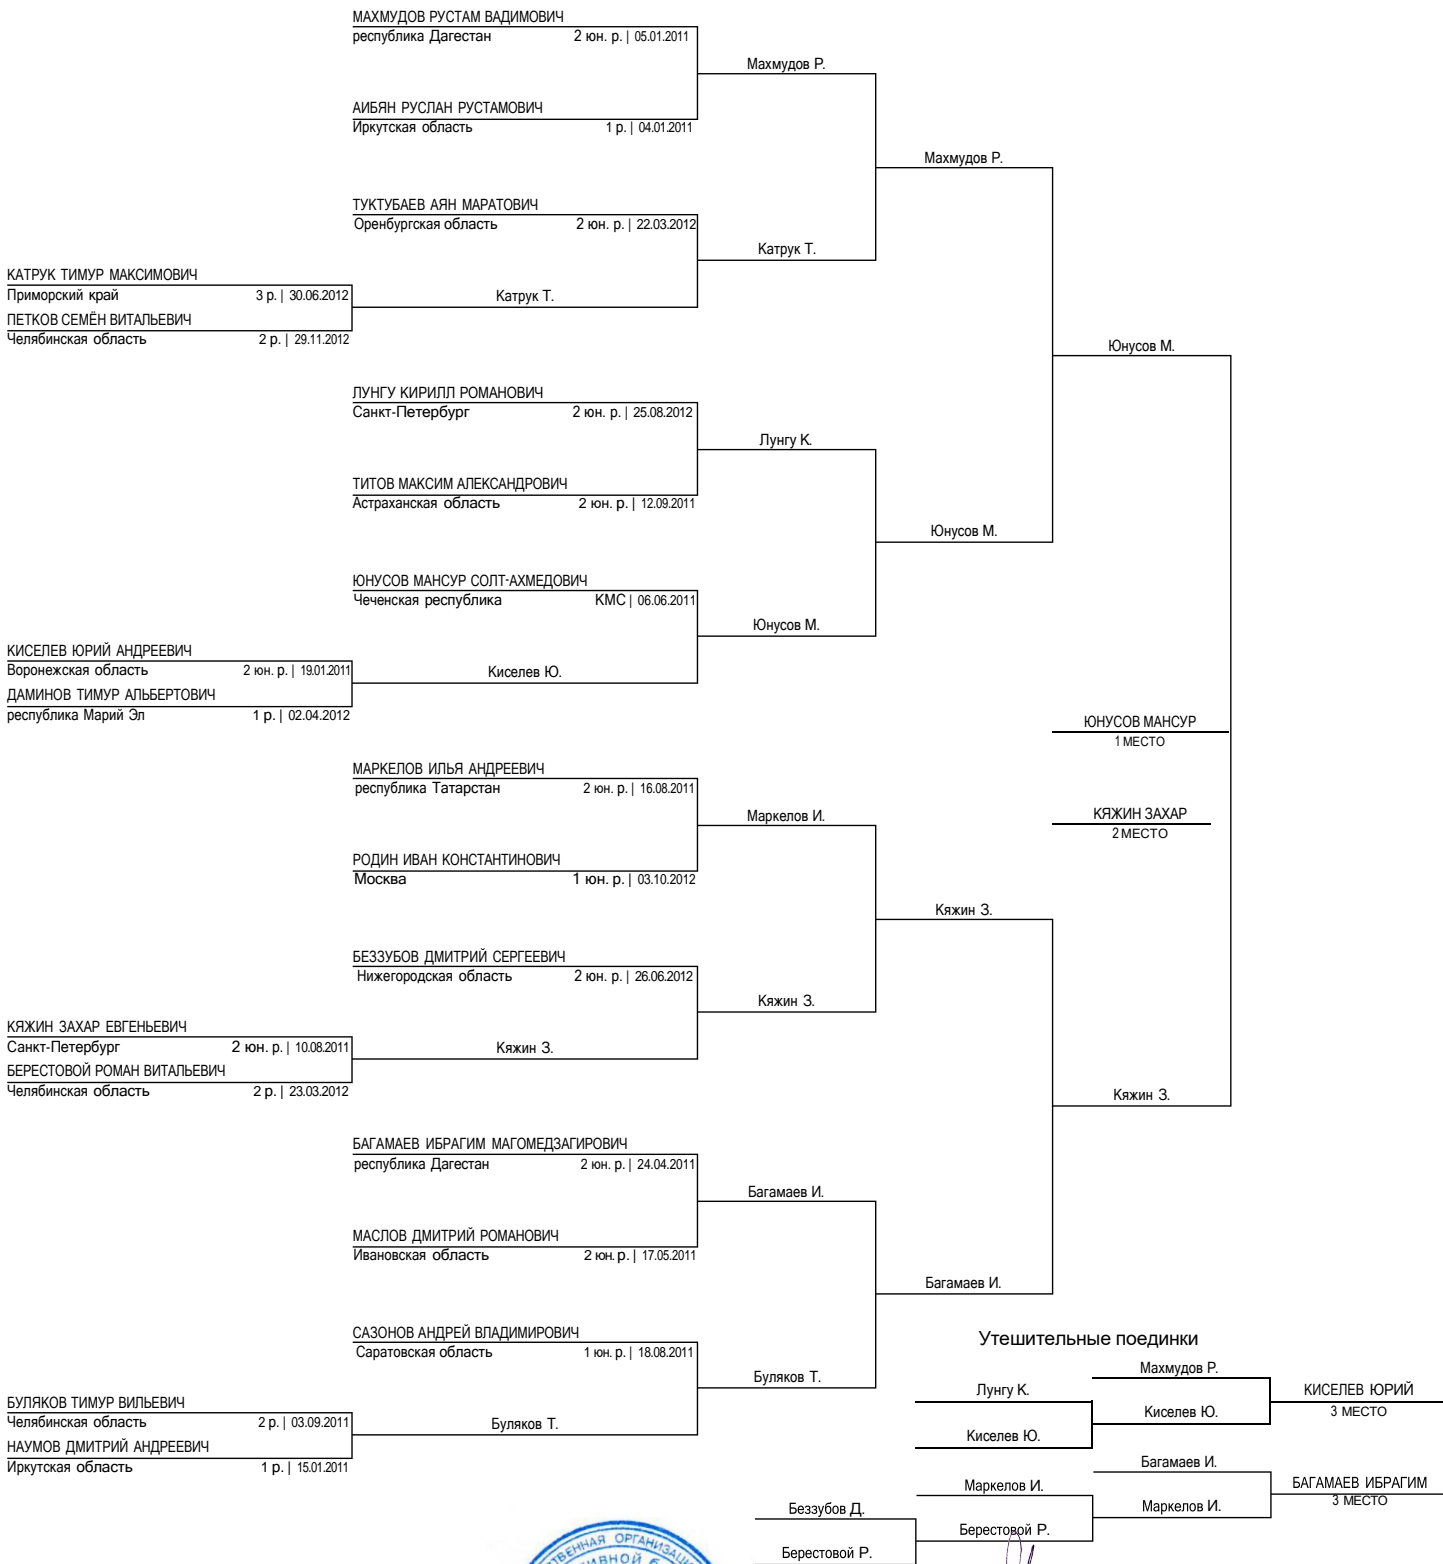 МАХМУДОВ РУСТАМ ВАДИМОВИЧ
республика Дагестан 2 юн. р. | 05.01.2011
Махмудов Р.
АИБЯН РУСЛАН РУСТАМОВИЧ
Иркутская область 1 р. | 04.01.2011
Махмудов Р.
ТУКТУБАЕВ АЯН МАРАТОВИЧ
Оренбургская область 2 юн. р. | 22.03.2012
Катрук Т.
КАТРУК ТИМУР МАКСИМОВИЧ
Приморский край 3 р. | 30.06.2012
Катрук Т.
ПЕТКОВ СЕМЁН ВИТАЛЬЕВИЧ
Челябинская область 2 р. | 29.11.2012
Юнусов М.
ЛУНГУ КИРИЛЛ РОМАНОВИЧ
Санкт-Петербург 2 юн. р. | 25.08.2012
Лунгу К.
ТИТОВ МАКСИМ АЛЕКСАНДРОВИЧ
Астраханская область 2 юн. р. | 12.09.2011
Юнусов М.
ЮНУСОВ МАНСУР СОЛТ-АХМЕДОВИЧ
Чеченская республика КМС | 06.06.2011
Юнусов М.
КИСЕЛЕВ ЮРИЙ АНДРЕЕВИЧ
Воронежская область 2 юн. р. | 19.01.2011
Киселев Ю.
ДАМИНОВ ТИМУР АЛЬБЕРТОВИЧ
республика Марий Эл 1 р. | 02.04.2012
ЮНУСОВ МАНСУР
1 МЕСТО
МАРКЕЛОВ ИЛЬЯ АНДРЕЕВИЧ
республика Татарстан 2 юн. р. | 16.08.2011
Маркелов И.
КЯЖИН ЗАХАР
2 МЕСТО
РОДИН ИВАН КОНСТАНТИНОВИЧ
Москва 1 юн. р. | 03.10.2012
Кяжин З.
БЕЗЗУБОВ ДМИТРИЙ СЕРГЕЕВИЧ
Нижегородская область 2 юн. р. | 26.06.2012
Кяжин З.
КЯЖИН ЗАХАР ЕВГЕНЬЕВИЧ
Санкт-Петербург 2 юн. р. | 10.08.2011
Кяжин З.
БЕРЕСТОВОЙ РОМАН ВИТАЛЬЕВИЧ
Челябинская область 2 р. | 23.03.2012
Кяжин З.
БАГАМАЕВ ИБРАГИМ МАГОМЕДЗАГИРОВИЧ
республика Дагестан 2 юн. р. | 24.04.2011
Багамаев И.
МАСЛОВ ДМИТРИЙ РОМАНОВИЧ
Ивановская область 2 юн. р. | 17.05.2011
Багамаев И.
САЗОНОВ АНДРЕЙ ВЛАДИМИРОВИЧ
Саратовская область 1 юн. р. | 18.08.2011
Буляков Т.
БУЛЯКОВ ТИМУР ВИЛЬЕВИЧ
Челябинская область 2 р. | 03.09.2011
Буляков Т.
НАУМОВ ДМИТРИЙ АНДРЕЕВИЧ
Иркутская область 1 р. | 15.01.2011
Утешительные поединки
Махмудов Р.
Лунгу К. КИСЕЛЕВ ЮРИЙ
Киселев Ю. 3 МЕСТО
Киселев Ю.
Багамаев И.
Маркелов И. БАГАМАЕВ ИБРАГИМ
Беззубов Д. Маркелов И. 3 МЕСТО
Берестовой Р.
Берестовой Р.